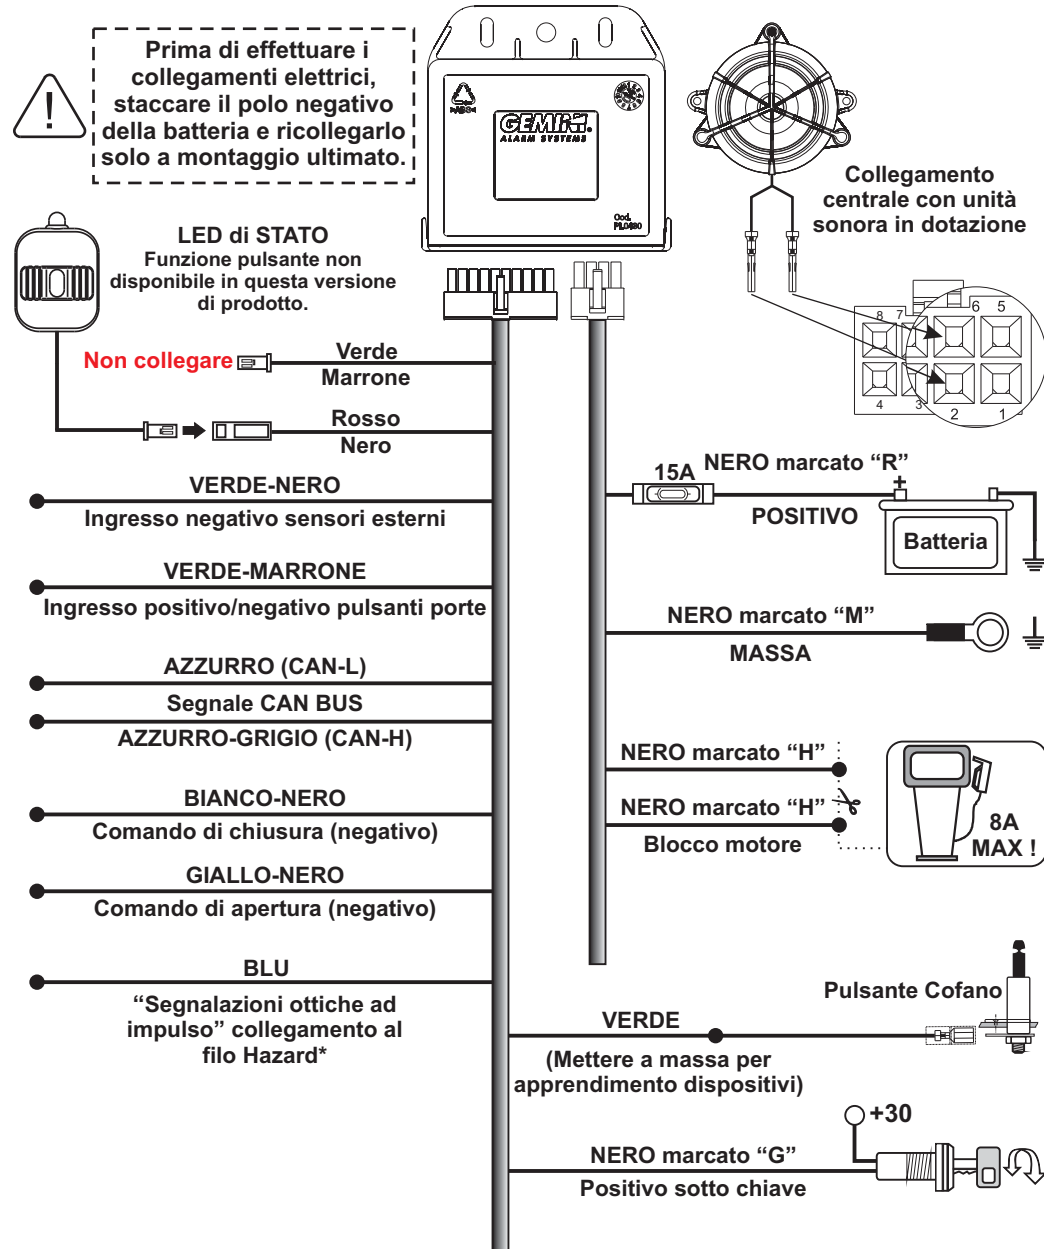 Prima di effettuare i
collegamenti elettrici,
staccare il polo negativo
della batteria e ricollegarlo
solo a montaggio ultimato.
>ABS<
GEMINI.
ALARM SYSTEMS
Cod.
Collegamento
centrale con unità
sonora in dotazione
LED di STATO
Funzione pulsante non
disponibile in questa versione
di prodotto.
8 7 6 5
4 3 2 1
Non collegare
Verde
Marrone
Rosso
Nero
VERDE-NERO
Ingresso negativo sensori esterni
VERDE-MARRONE
Ingresso positivo/negativo pulsanti porte
AZZURRO (CAN-L)
Segnale CAN BUS
AZZURRO-GRIGIO (CAN-H)
BIANCO-NERO
Comando di chiusura (negativo)
GIALLO-NERO
Comando di apertura (negativo)
BLU
“Segnalazioni ottiche ad
impulso” collegamento al
filo Hazard*
15A
NERO marcato “R”
+
POSITIVO
Batteria
NERO marcato “M”
MASSA
NERO marcato “H”
NERO marcato “H”
Blocco motore
8A
MAX !
Pulsante Cofano
VERDE
(Mettere a massa per
apprendimento dispositivi)
+30
NERO marcato “G”
Positivo sotto chiave